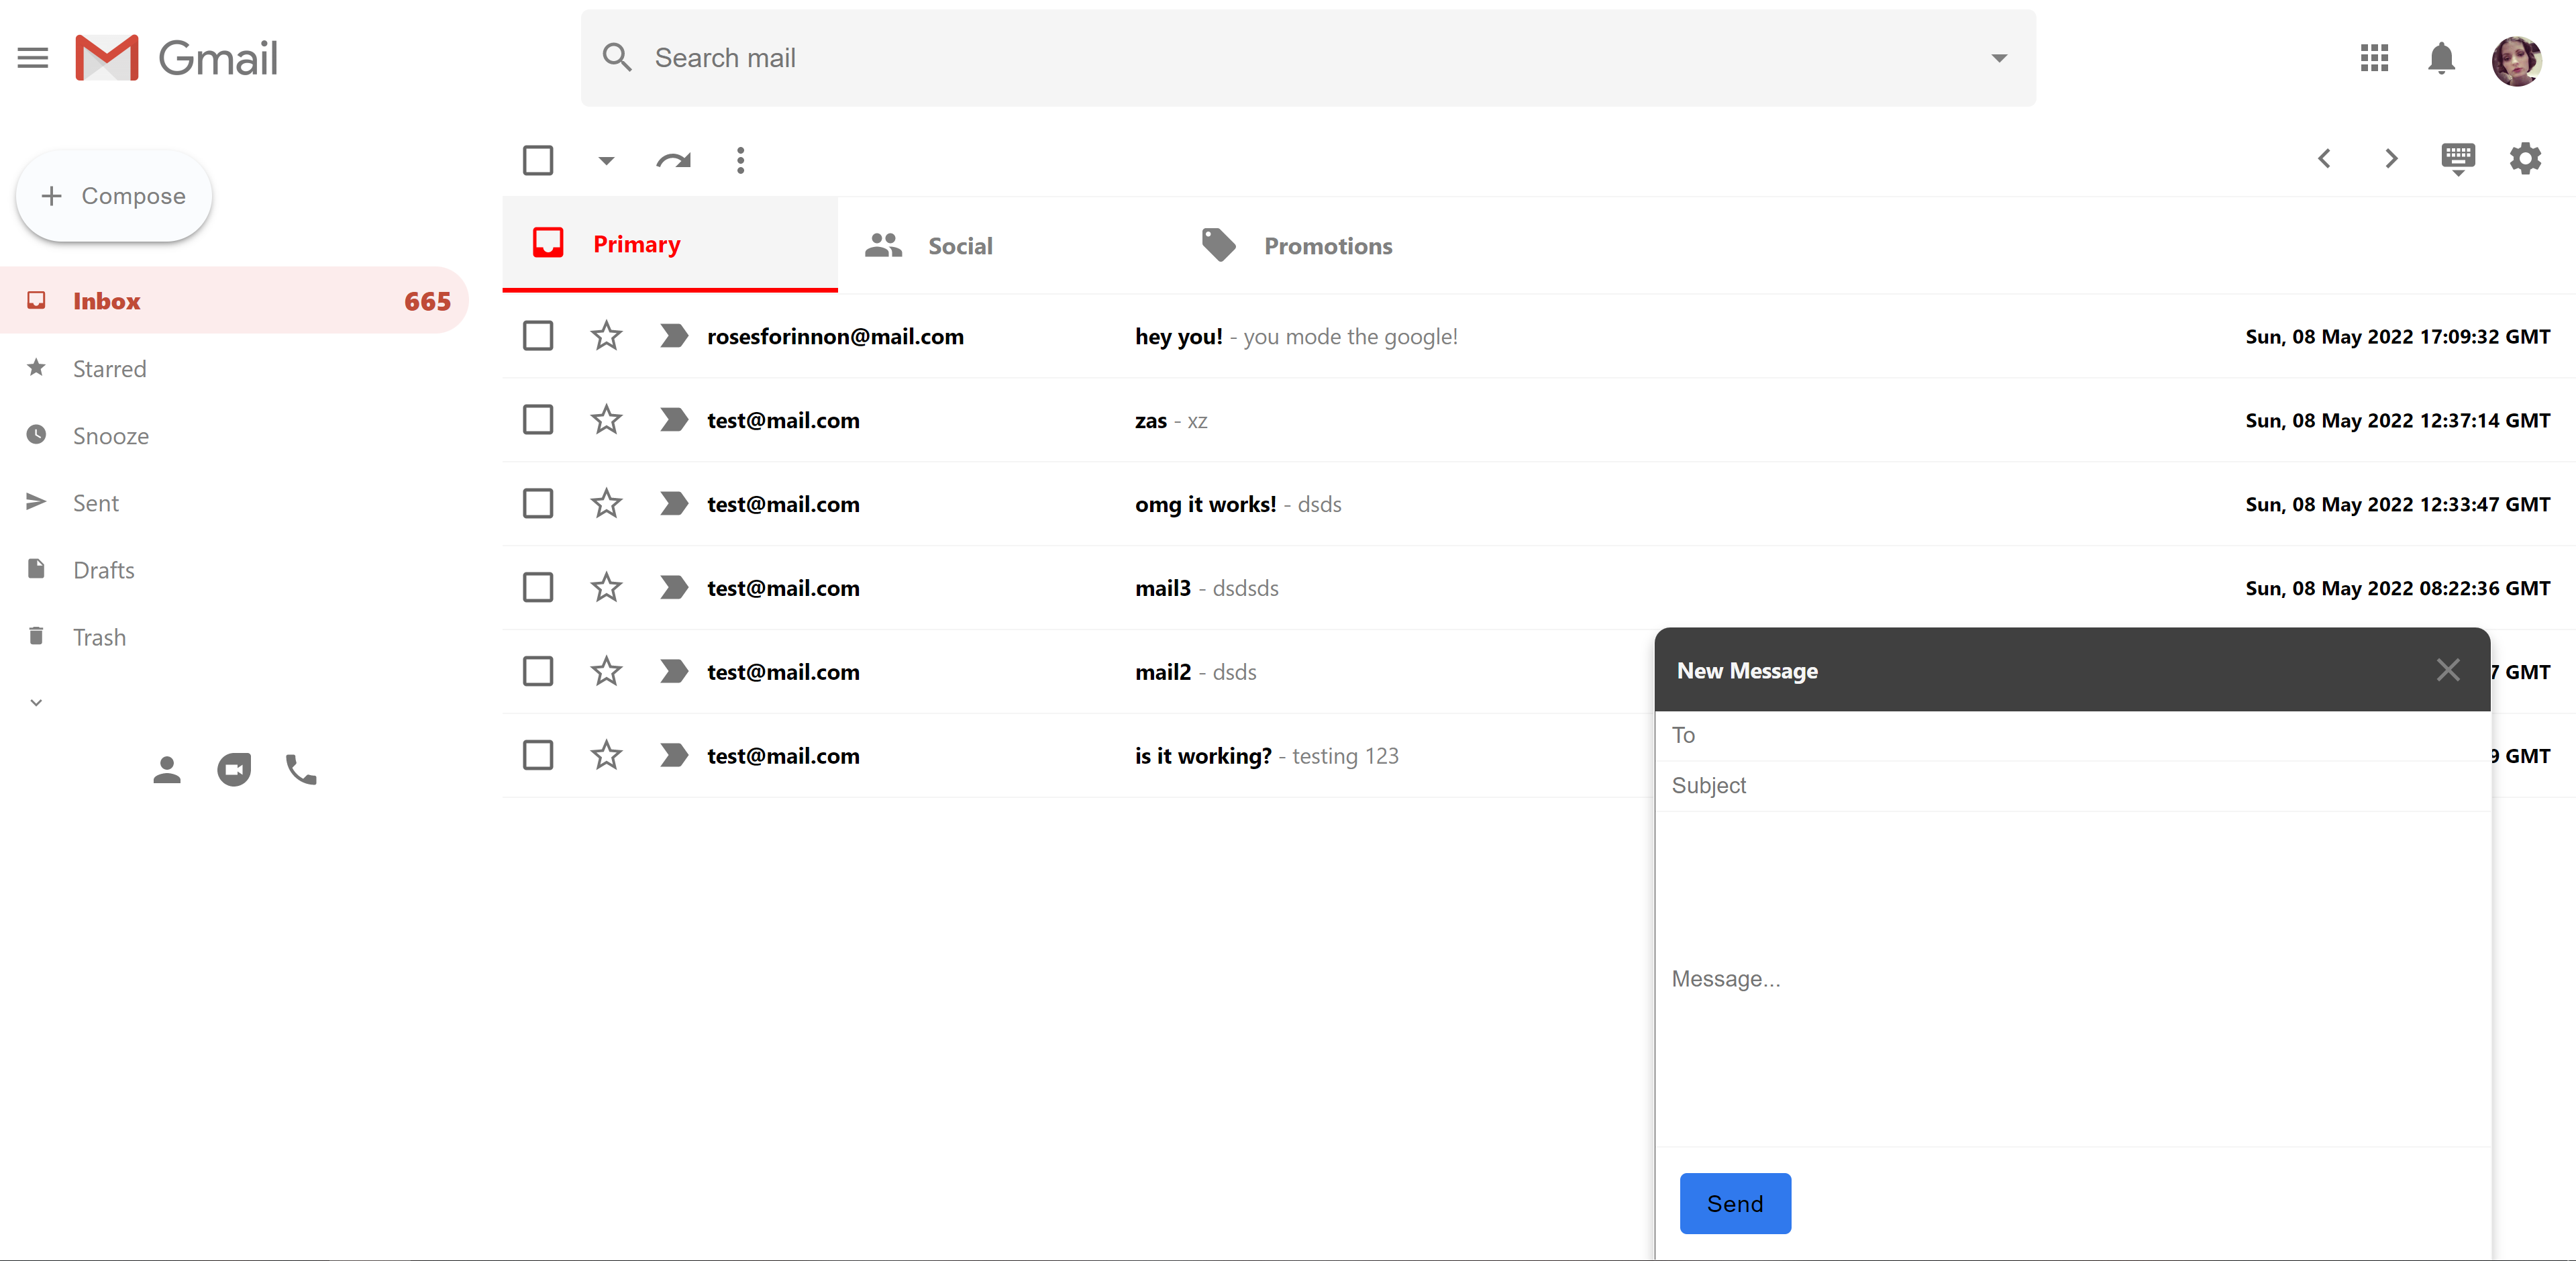 Gmail
Search mail
Compose
Inbox 665
Starred
Snooze
Sent
Drafts
Trash
Primary Social Promotions
rosesforinnon@mail.com hey you! - you mode the google! Sun, 08 May 2022 17:09:32 GMT
test@mail.com zas - xz Sun, 08 May 2022 12:37:14 GMT
test@mail.com omg it works! - dsds Sun, 08 May 2022 12:33:47 GMT
test@mail.com mail3 - dsdsds Sun, 08 May 2022 08:22:36 GMT
test@mail.com mail2 - dsds 7 GMT
test@mail.com is it working? - testing 123 9 GMT
New Message
To
Subject
Message...
Send